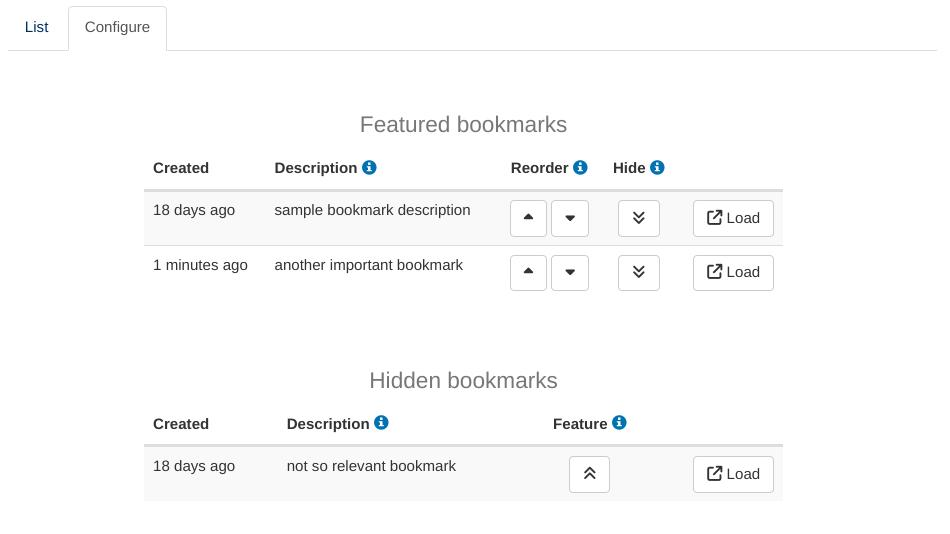 List Configure
Featured bookmarks
Created Description Reorder Hide
18 days ago sample bookmark description Load
1 minutes ago another important bookmark Load
Hidden bookmarks
Created Description Feature
18 days ago not so relevant bookmark Load